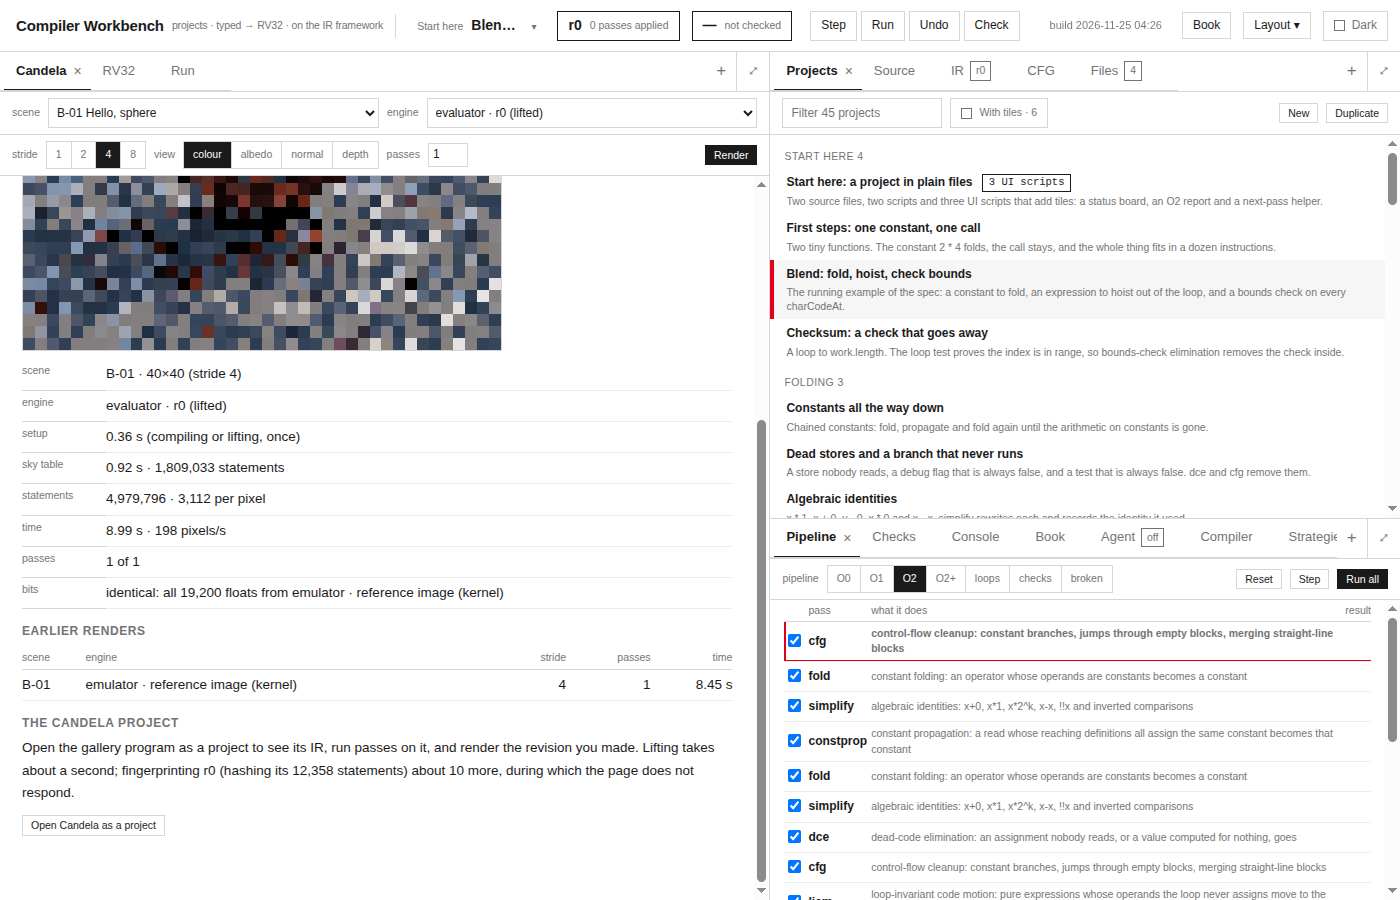 Compiler Workbench projects · typed → RV32 · on the IR framework Start here Blen… ▾ r0 0 passes applied — not checked Step Run Undo Check build 2026-11-25 04:26 Book Layout ▾ Dark
Candela × RV32 Run + ⤢
scene B-01 Hello, sphere engine evaluator · r0 (lifted)
stride 1 2 4 8 view colour albedo normal depth passes 1 Render
scene B-01 · 40×40 (stride 4)
engine evaluator · r0 (lifted)
setup 0.36 s (compiling or lifting, once)
sky table 0.92 s · 1,809,033 statements
statements 4,979,796 · 3,112 per pixel
time 8.99 s · 198 pixels/s
passes 1 of 1
bits identical: all 19,200 floats from emulator · reference image (kernel)
EARLIER RENDERS
scene engine stride passes time
B-01 emulator · reference image (kernel) 4 1 8.45 s
THE CANDELA PROJECT
Open the gallery program as a project to see its IR, run passes on it, and render the revision you made. Lifting takes
about a second; fingerprinting r0 (hashing its 12,358 statements) about 10 more, during which the page does not
respond.
Open Candela as a project
Projects × Source IR r0 CFG Files 4 + ⤢
Filter 45 projects With tiles · 6 New Duplicate
START HERE 4
Start here: a project in plain files 3 UI scripts
Two source files, two scripts and three UI scripts that add tiles: a status board, an O2 report and a next-pass helper.
First steps: one constant, one call
Two tiny functions. The constant 2 * 4 folds, the call stays, and the whole thing fits in a dozen instructions.
Blend: fold, hoist, check bounds
The running example of the spec: a constant to fold, an expression to hoist out of the loop, and a bounds check on every
charCodeAt.
Checksum: a check that goes away
A loop to work.length. The loop test proves the index is in range, so bounds-check elimination removes the check inside.
FOLDING 3
Constants all the way down
Chained constants: fold, propagate and fold again until the arithmetic on constants is gone.
Dead stores and a branch that never runs
A store nobody reads, a debug flag that is always false, and a test that is always false. dce and cfg remove them.
Algebraic identities
Pipeline × Checks Console Book Agent off Compiler Strategie + ⤢
pipeline O0 O1 O2 O2+ loops checks broken Reset Step Run all
pass what it does result
cfg control-flow cleanup: constant branches, jumps through empty blocks, merging straight-line
blocks
fold constant folding: an operator whose operands are constants becomes a constant
simplify algebraic identities: x+0, x*1, x*2^k, x-x, !!x and inverted comparisons
constprop constant propagation: a read whose reaching definitions all assign the same constant becomes that
constant
fold constant folding: an operator whose operands are constants becomes a constant
simplify algebraic identities: x+0, x*1, x*2^k, x-x, !!x and inverted comparisons
dce dead-code elimination: an assignment nobody reads, or a value computed for nothing, goes
cfg control-flow cleanup: constant branches, jumps through empty blocks, merging straight-line blocks
loop-invariant code motion: pure expressions whose operands the loop never assigns move to the